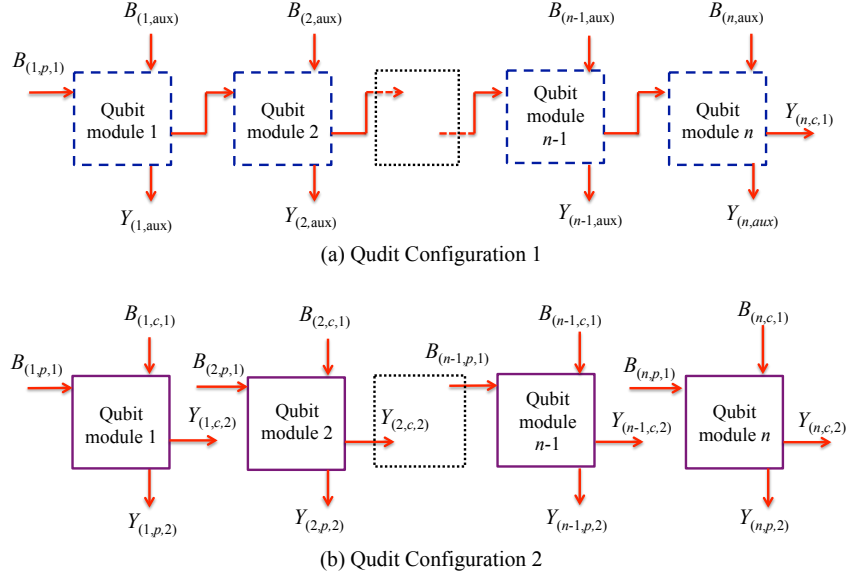 B(1,aux) B(2,aux) B(n-1,aux) B(n,aux)
B(1,p,1)
Qubit module 1
Qubit module 2
Qubit module n-1
Qubit module n
Y(n,c,1)
Y(1,aux) Y(2,aux) Y(n-1,aux) Y(n,aux)
(a) Qudit Configuration 1
B(1,c,1) B(2,c,1) B(n-1,c,1) B(n,c,1)
B(1,p,1) B(2,p,1) B(n-1,p,1) B(n,p,1)
Qubit module 1
Y(1,c,2)
Qubit module 2
Y(2,c,2)
Qubit module n-1
Y(n-1,c,2)
Qubit module n
Y(n,c,2)
Y(1,p,2) Y(2,p,2) Y(n-1,p,2) Y(n,p,2)
(b) Qudit Configuration 2